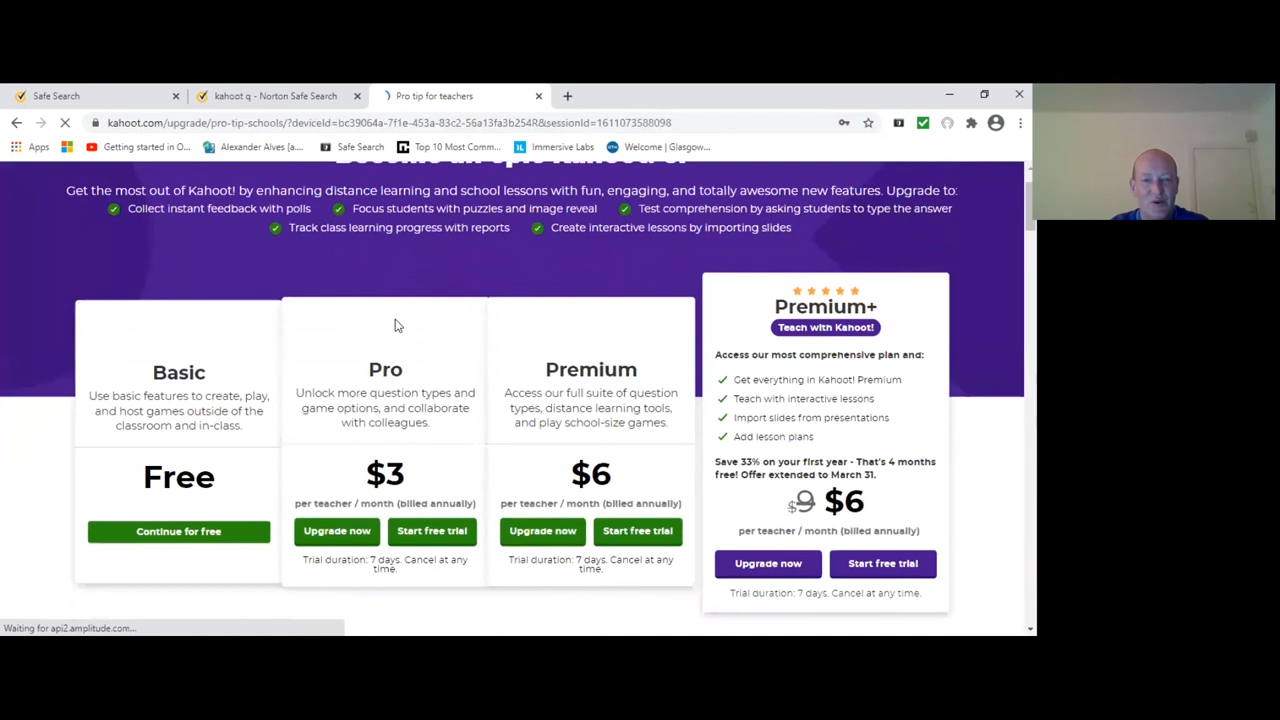 Safe Search
kahoot q - Norton Safe Search
Pro tip for teachers
kahoot.com/upgrade/pro-tip-schools/?deviceId=bc39064a-7f1e-453a-83c2-56a13fa3b254R&sessionId=1611073588098
Apps
Getting started in O...
Alexander Alves [a....
Safe Search
Top 10 Most Comm...
Immersive Labs
Welcome | Glasgow...
Get the most out of Kahoot! by enhancing distance learning and school lessons with fun, engaging, and totally awesome new features. Upgrade to:
Collect instant feedback with polls
Focus students with puzzles and image reveal
Test comprehension by asking students to type the answer
Track class learning progress with reports
Create interactive lessons by importing slides
Basic
Use basic features to create, play,
and host games outside of the
classroom and in-class.
Free
Continue for free
Pro
Unlock more question types and
game options, and collaborate
with colleagues.
$3
per teacher / month (billed annually)
Upgrade now
Start free trial
Trial duration: 7 days. Cancel at any
time.
Premium
Access our full suite of question
types, distance learning tools,
and play school-size games.
$6
per teacher / month (billed annually)
Upgrade now
Start free trial
Trial duration: 7 days. Cancel at any
time.
Premium+
Teach with Kahoot!
Access our most comprehensive plan and:
Get everything in Kahoot! Premium
Teach with interactive lessons
Import slides from presentations
Add lesson plans
Save 33% on your first year - That's 4 months
free! Offer extended to March 31.
$9 $6
per teacher / month (billed annually)
Upgrade now
Start free trial
Trial duration: 7 days. Cancel at any time.
Waiting for api2.amplitude.com...